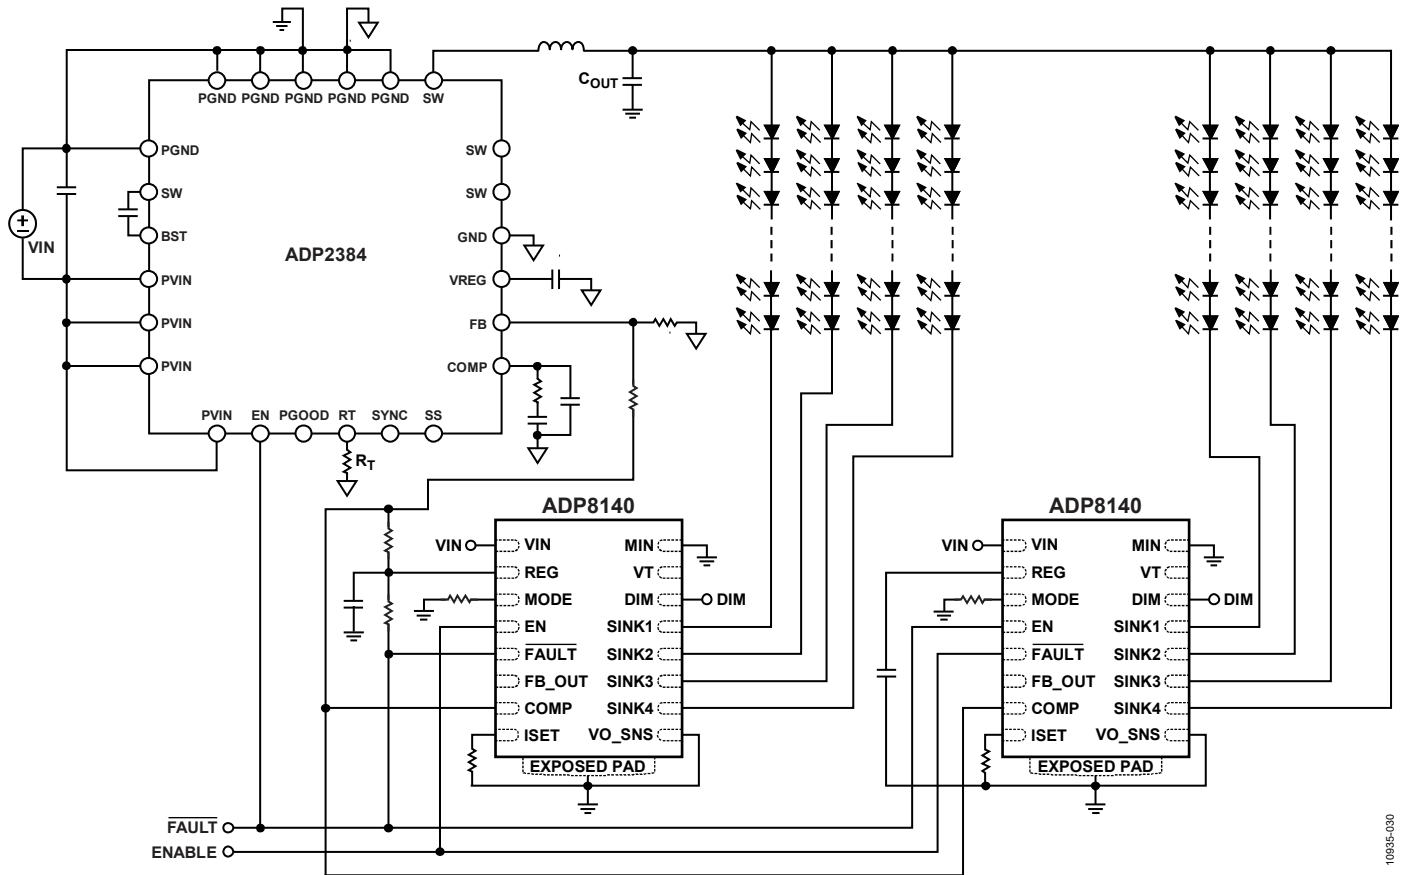 PGND PGND PGND PGND PGND SW
C_OUT
PGND
SW
SW
SW
VIN
BST
ADP2384
GND
PVIN
VREG
PVIN
FB
PVIN
COMP
PVIN EN PGOOD RT SYNC SS
R_T
ADP8140
VIN VIN MIN
REG VT
MODE DIM DIM
EN SINK1
FAULT SINK2
FB_OUT SINK3
COMP SINK4
ISET VO_SNS
EXPOSED PAD
ADP8140
VIN VIN MIN
REG VT
MODE DIM DIM
EN SINK1
FAULT SINK2
FB_OUT SINK3
COMP SINK4
ISET VO_SNS
EXPOSED PAD
FAULT
ENABLE
10935-030